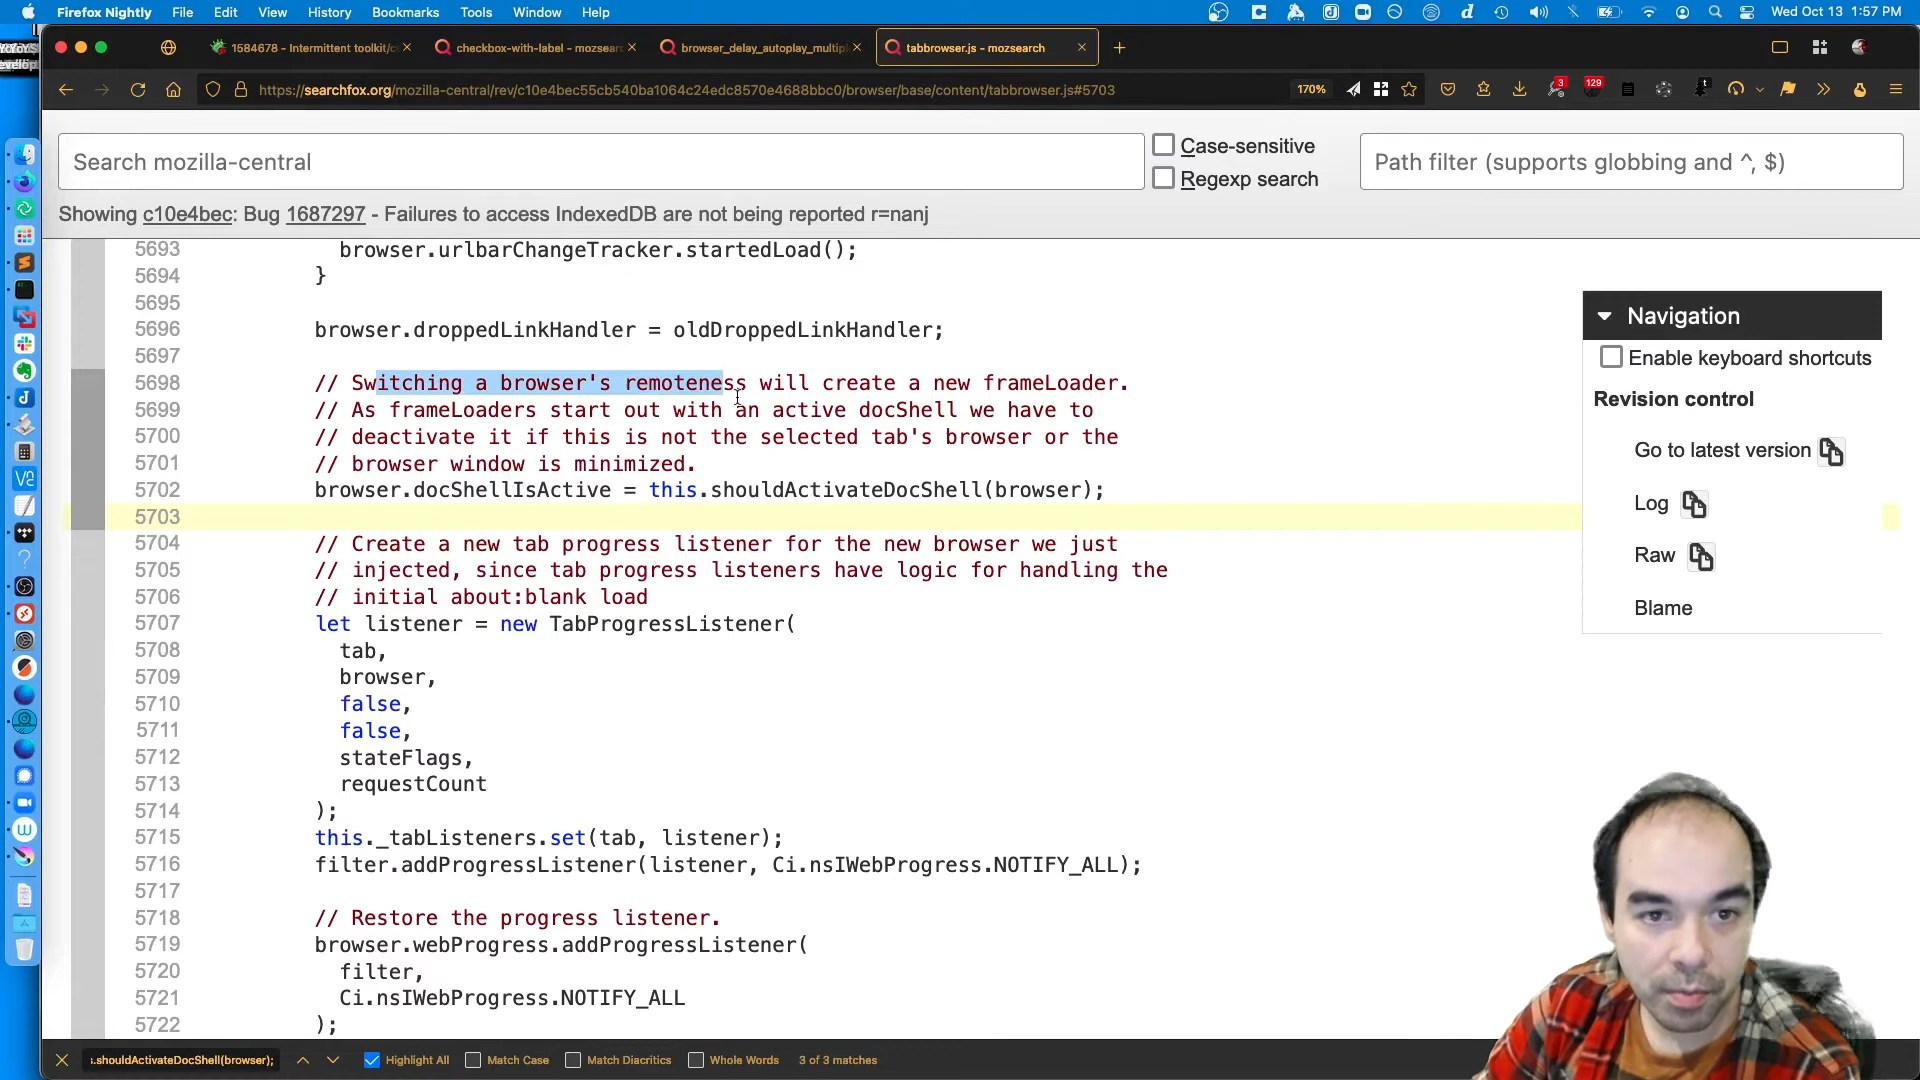 Firefox Nightly File Edit View History Bookmarks Tools Window Help Wed Oct 13 1:57 PM
1584678 - Intermittent toolkit/c
checkbox-with-label - mozsearc
browser_delay_autoplay_multipl
tabbrowser.js - mozsearch
https://searchfox.org/mozilla-central/rev/c10e4bec55cb540ba1064c24edc8570e4688bbc0/browser/base/content/tabbrowser.js#5703 170% 3 129
Search mozilla-central
Case-sensitive
Regexp search
Path filter (supports globbing and ^, $)
Showing c10e4bec: Bug 1687297 - Failures to access IndexedDB are not being reported r=nanj
5693 browser.urlbarChangeTracker.startedLoad();
5694 }
5695
5696 browser.droppedLinkHandler = oldDroppedLinkHandler;
5697
5698 // Switching a browser's remoteness will create a new frameLoader.
5699 // As frameLoaders start out with an active docShell we have to
5700 // deactivate it if this is not the selected tab's browser or the
5701 // browser window is minimized.
5702 browser.docShellIsActive = this.shouldActivateDocShell(browser);
5703
5704 // Create a new tab progress listener for the new browser we just
5705 // injected, since tab progress listeners have logic for handling the
5706 // initial about:blank load
5707 let listener = new TabProgressListener(
5708 tab,
5709 browser,
5710 false,
5711 false,
5712 stateFlags,
5713 requestCount
5714 );
5715 this._tabListeners.set(tab, listener);
5716 filter.addProgressListener(listener, Ci.nsIWebProgress.NOTIFY_ALL);
5717
5718 // Restore the progress listener.
5719 browser.webProgress.addProgressListener(
5720 filter,
5721 Ci.nsIWebProgress.NOTIFY_ALL
5722 );
Navigation
Enable keyboard shortcuts
Revision control
Go to latest version
Log
Raw
Blame
s.shouldActivateDocShell(browser); Highlight All Match Case Match Diacritics Whole Words 3 of 3 matches